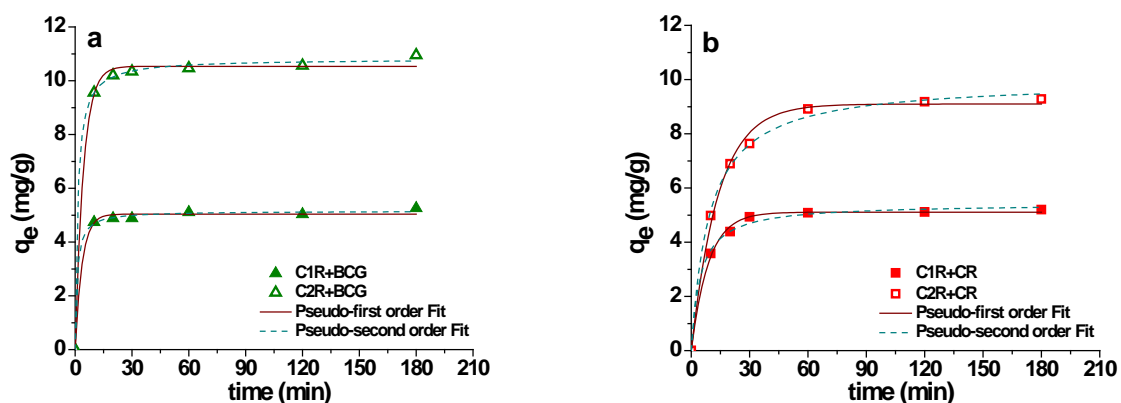 a
12
10
8
6
4
2
0
qe (mg/g)
C1R+BCG
C2R+BCG
Pseudo-first order Fit
Pseudo-second order Fit
0 30 60 90 120 150 180 210
time (min)
b
12
10
8
6
4
2
0
qe (mg/g)
C1R+CR
C2R+CR
Pseudo-first order Fit
Pseudo-second order Fit
0 30 60 90 120 150 180 210
time (min)